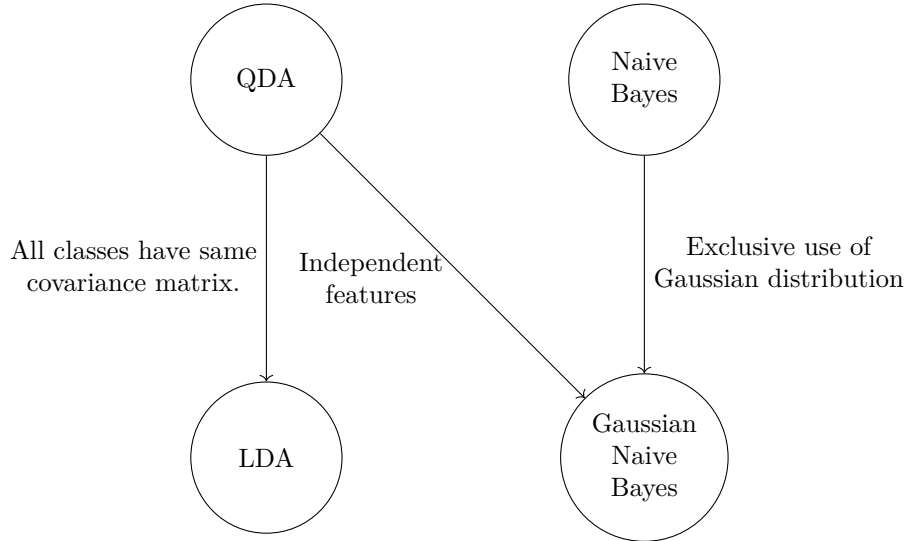 QDA
Naive
Bayes
All classes have same
covariance matrix.
Independent
features
Exclusive use of
Gaussian distribution
LDA
Gaussian
Naive
Bayes